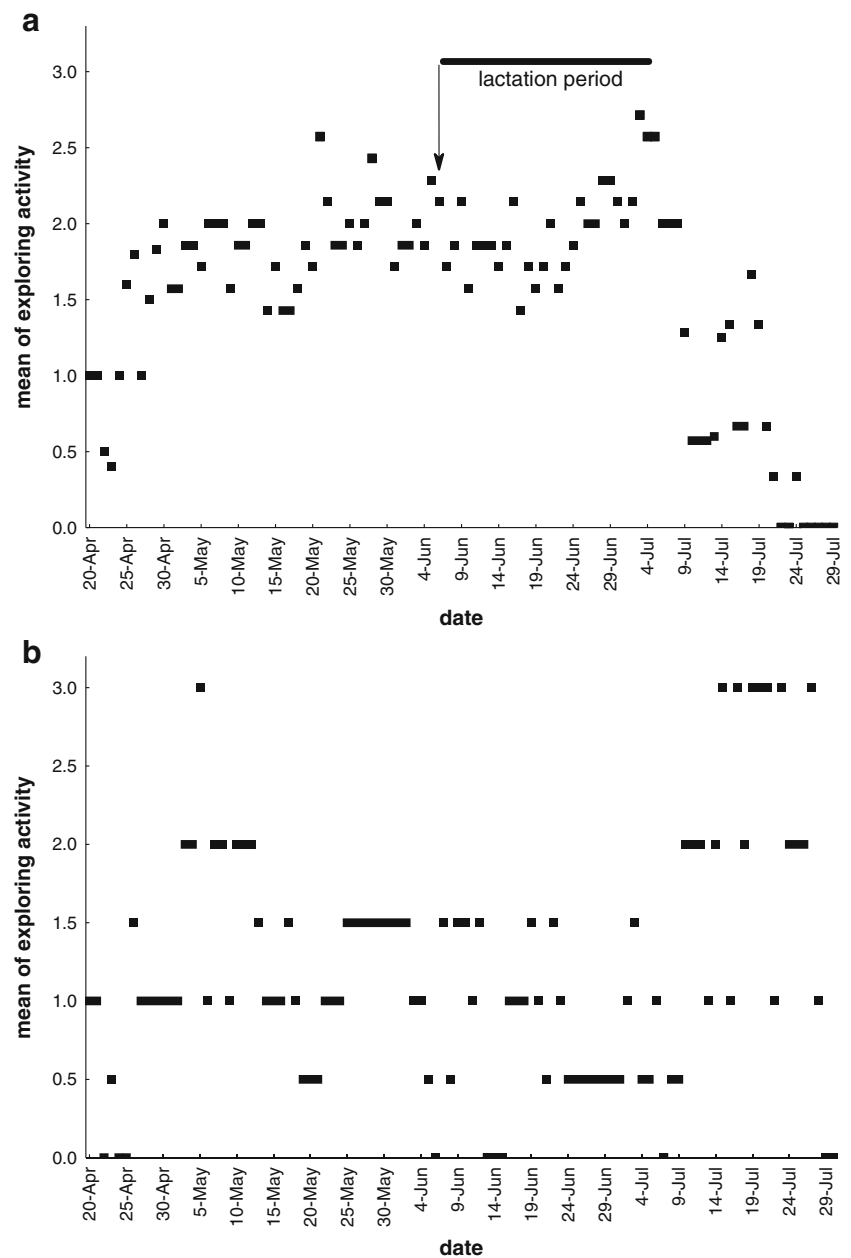 a
lactation period
mean of exploring activity
3.0
2.5
2.0
1.5
1.0
0.5
0.0
20-Apr
25-Apr
30-Apr
5-May
10-May
15-May
20-May
25-May
30-May
4-Jun
9-Jun
14-Jun
19-Jun
24-Jun
29-Jun
4-Jul
9-Jul
14-Jul
19-Jul
24-Jul
29-Jul
date
b
mean of exploring activity
3.0
2.5
2.0
1.5
1.0
0.5
0.0
20-Apr
25-Apr
30-Apr
5-May
10-May
15-May
20-May
25-May
30-May
4-Jun
9-Jun
14-Jun
19-Jun
24-Jun
29-Jun
4-Jul
9-Jul
14-Jul
19-Jul
24-Jul
29-Jul
date